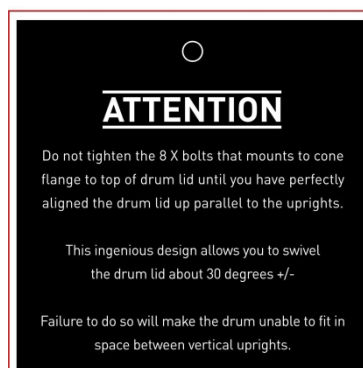 ATTENTION
Do not tighten the 8 X bolts that mounts to cone
flange to top of drum lid until you have perfectly
aligned the drum lid up parallel to the uprights.
This ingenious design allows you to swivel
the drum lid about 30 degrees +/-
Failure to do so will make the drum unable to fit in
space between vertical uprights.